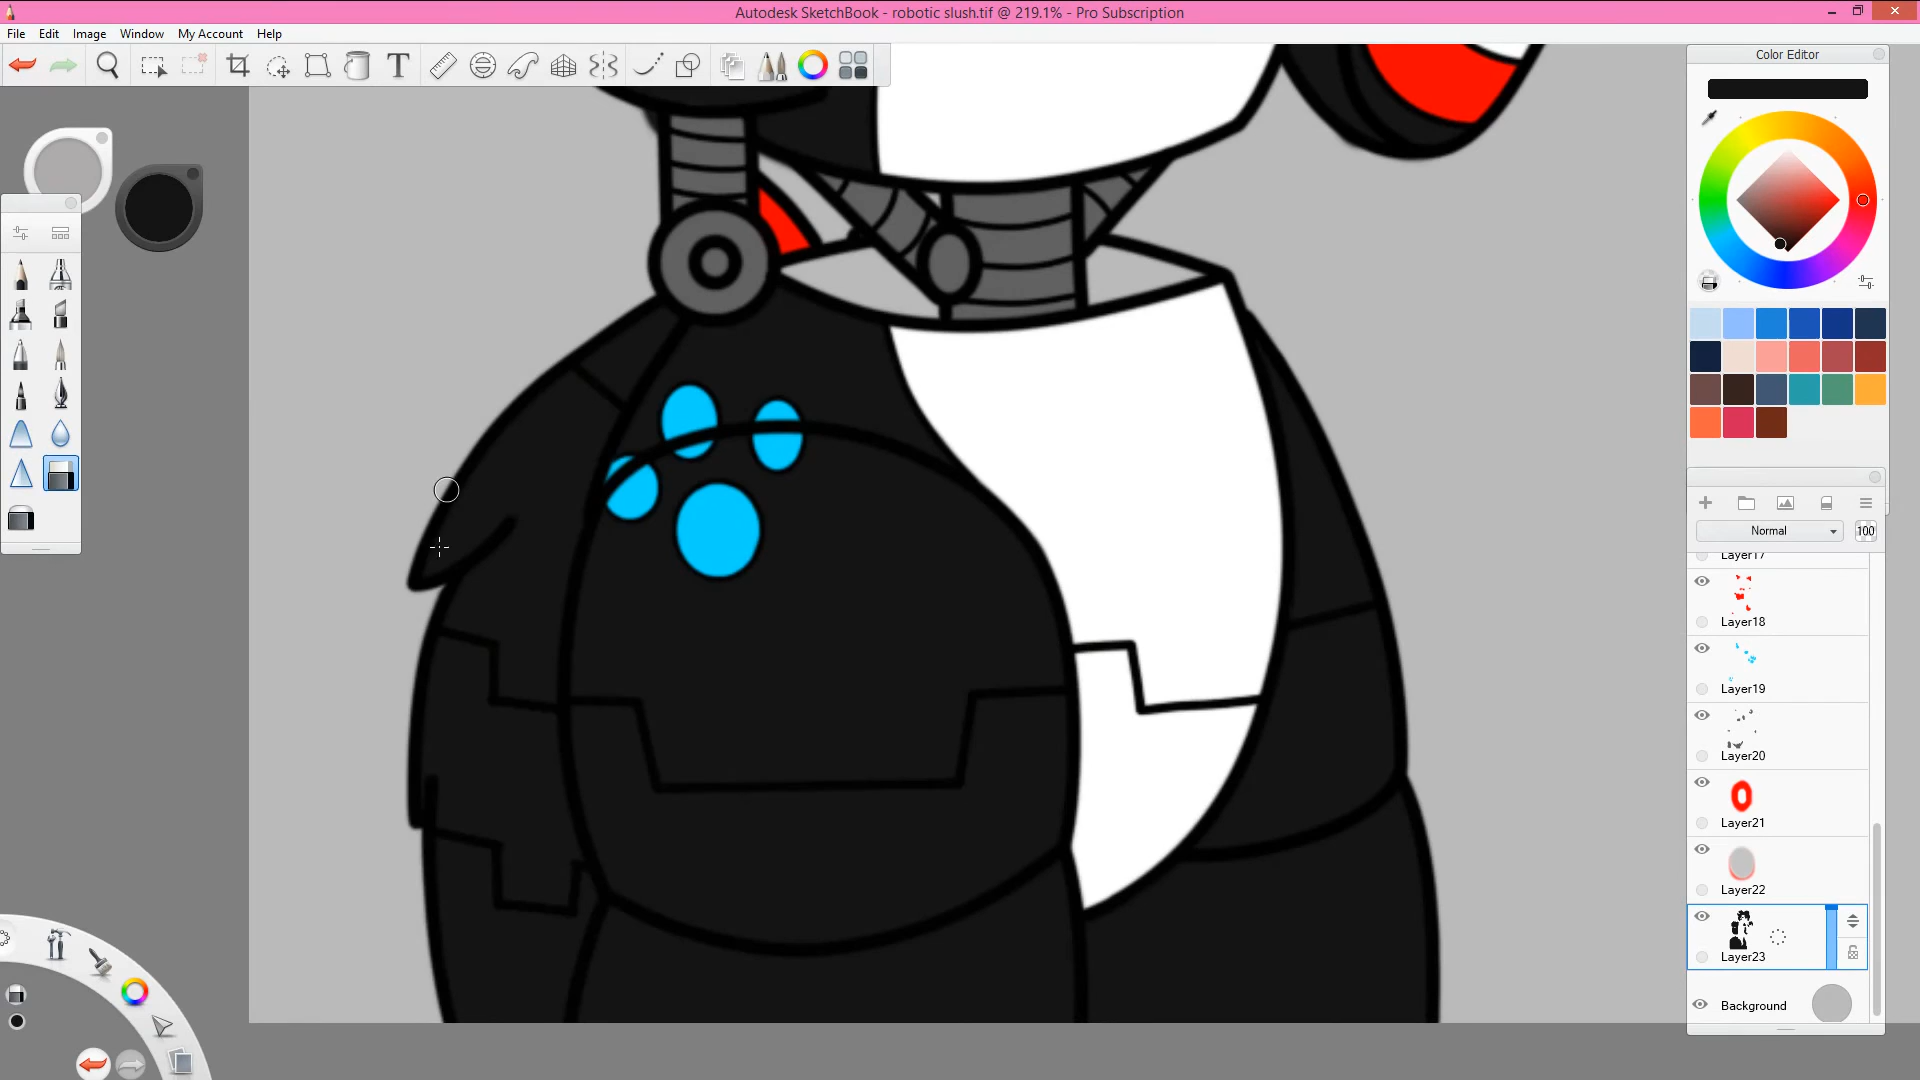 Autodesk SketchBook - robotic slush.tif @ 219.1% - Pro Subscription
File Edit Image Window My Account Help
T
Color Editor
Normal
100
Layer17
Layer18
Layer19
Layer20
Layer21
Layer22
Layer23
Background